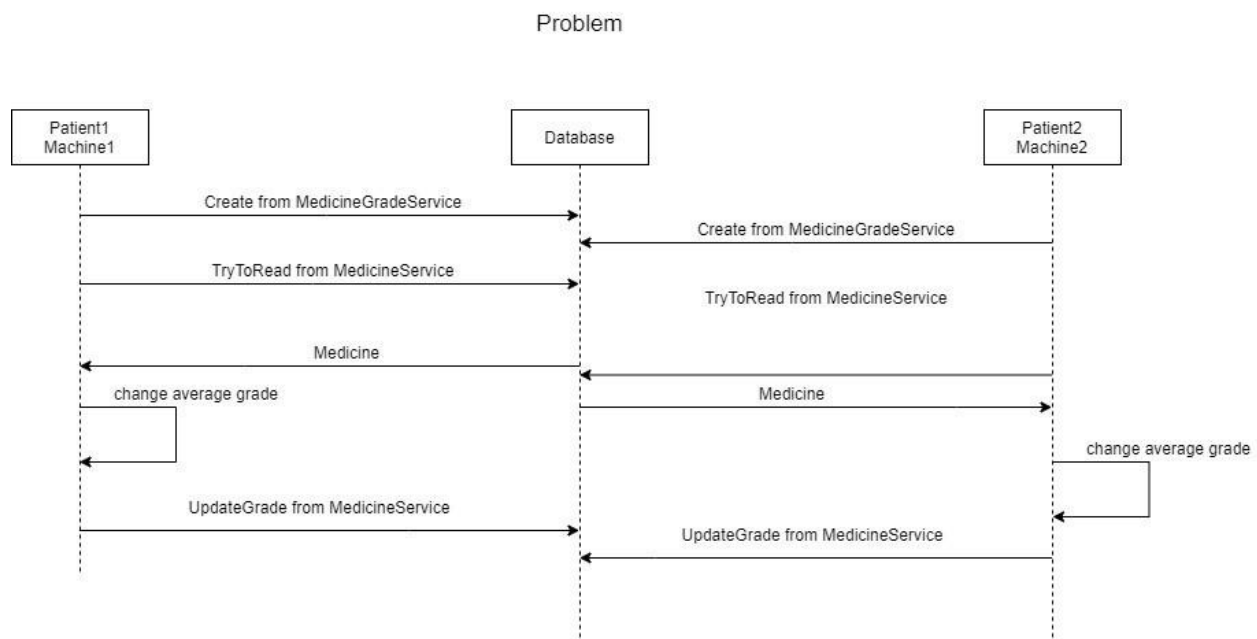 Problem
Patient1
Machine1
Database
Patient2
Machine2
Create from MedicineGradeService
Create from MedicineGradeService
TryToRead from MedicineService
TryToRead from MedicineService
Medicine
change average grade
Medicine
change average grade
UpdateGrade from MedicineService
UpdateGrade from MedicineService